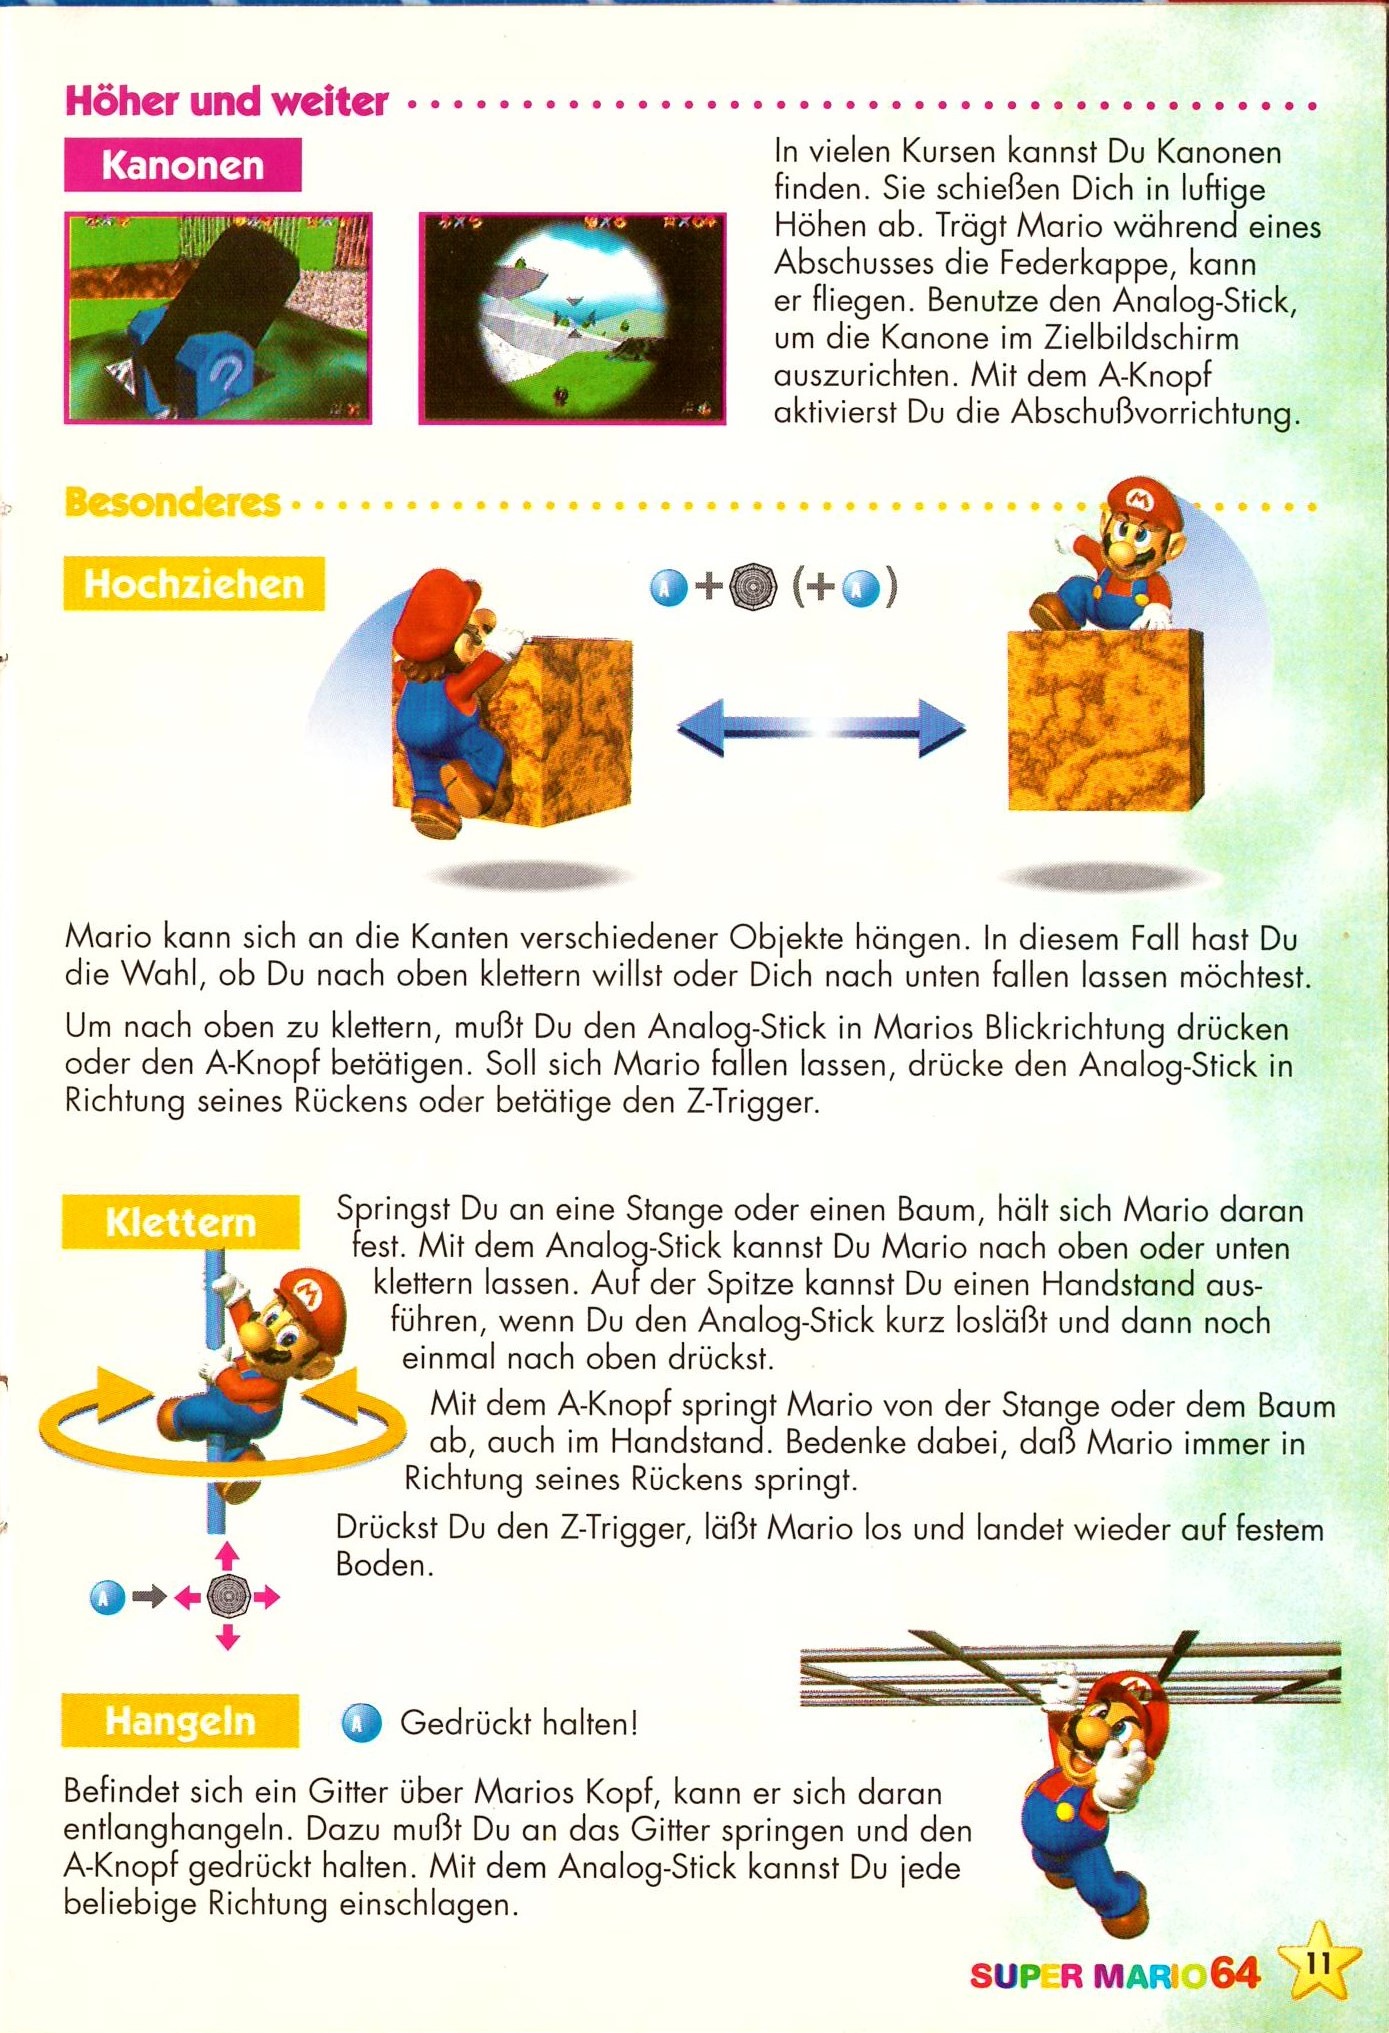 Höher und weiter
Kanonen
In vielen Kursen kannst Du Kanonen
finden. Sie schießen Dich in luftige
Höhen ab. Trägt Mario während eines
Abschusses die Federkappe, kann
er fliegen. Benutze den Analog-Stick,
um die Kanone im Zielbildschirm
auszurichten. Mit dem A-Knopf
aktivierst Du die Abschußvorrichtung.
Besonderes
Hochziehen
A + (+ A)
Mario kann sich an die Kanten verschiedener Objekte hängen. In diesem Fall hast Du
die Wahl, ob Du nach oben klettern willst oder Dich nach unten fallen lassen möchtest.
Um nach oben zu klettern, mußt Du den Analog-Stick in Marios Blickrichtung drücken
oder den A-Knopf betätigen. Soll sich Mario fallen lassen, drücke den Analog-Stick in
Richtung seines Rückens oder betätige den Z-Trigger.
Klettern
Springst Du an eine Stange oder einen Baum, hält sich Mario daran
fest. Mit dem Analog-Stick kannst Du Mario nach oben oder unten
klettern lassen. Auf der Spitze kannst Du einen Handstand aus-
führen, wenn Du den Analog-Stick kurz losläßt und dann noch
einmal nach oben drückst.
Mit dem A-Knopf springt Mario von der Stange oder dem Baum
ab, auch im Handstand. Bedenke dabei, daß Mario immer in
Richtung seines Rückens springt.
Drückst Du den Z-Trigger, läßt Mario los und landet wieder auf festem
Boden.
A
Hangeln
A Gedrückt halten!
Befindet sich ein Gitter über Marios Kopf, kann er sich daran
entlanghangeln. Dazu mußt Du an das Gitter springen und den
A-Knopf gedrückt halten. Mit dem Analog-Stick kannst Du jede
beliebige Richtung einschlagen.
SUPER MARIO 64
11